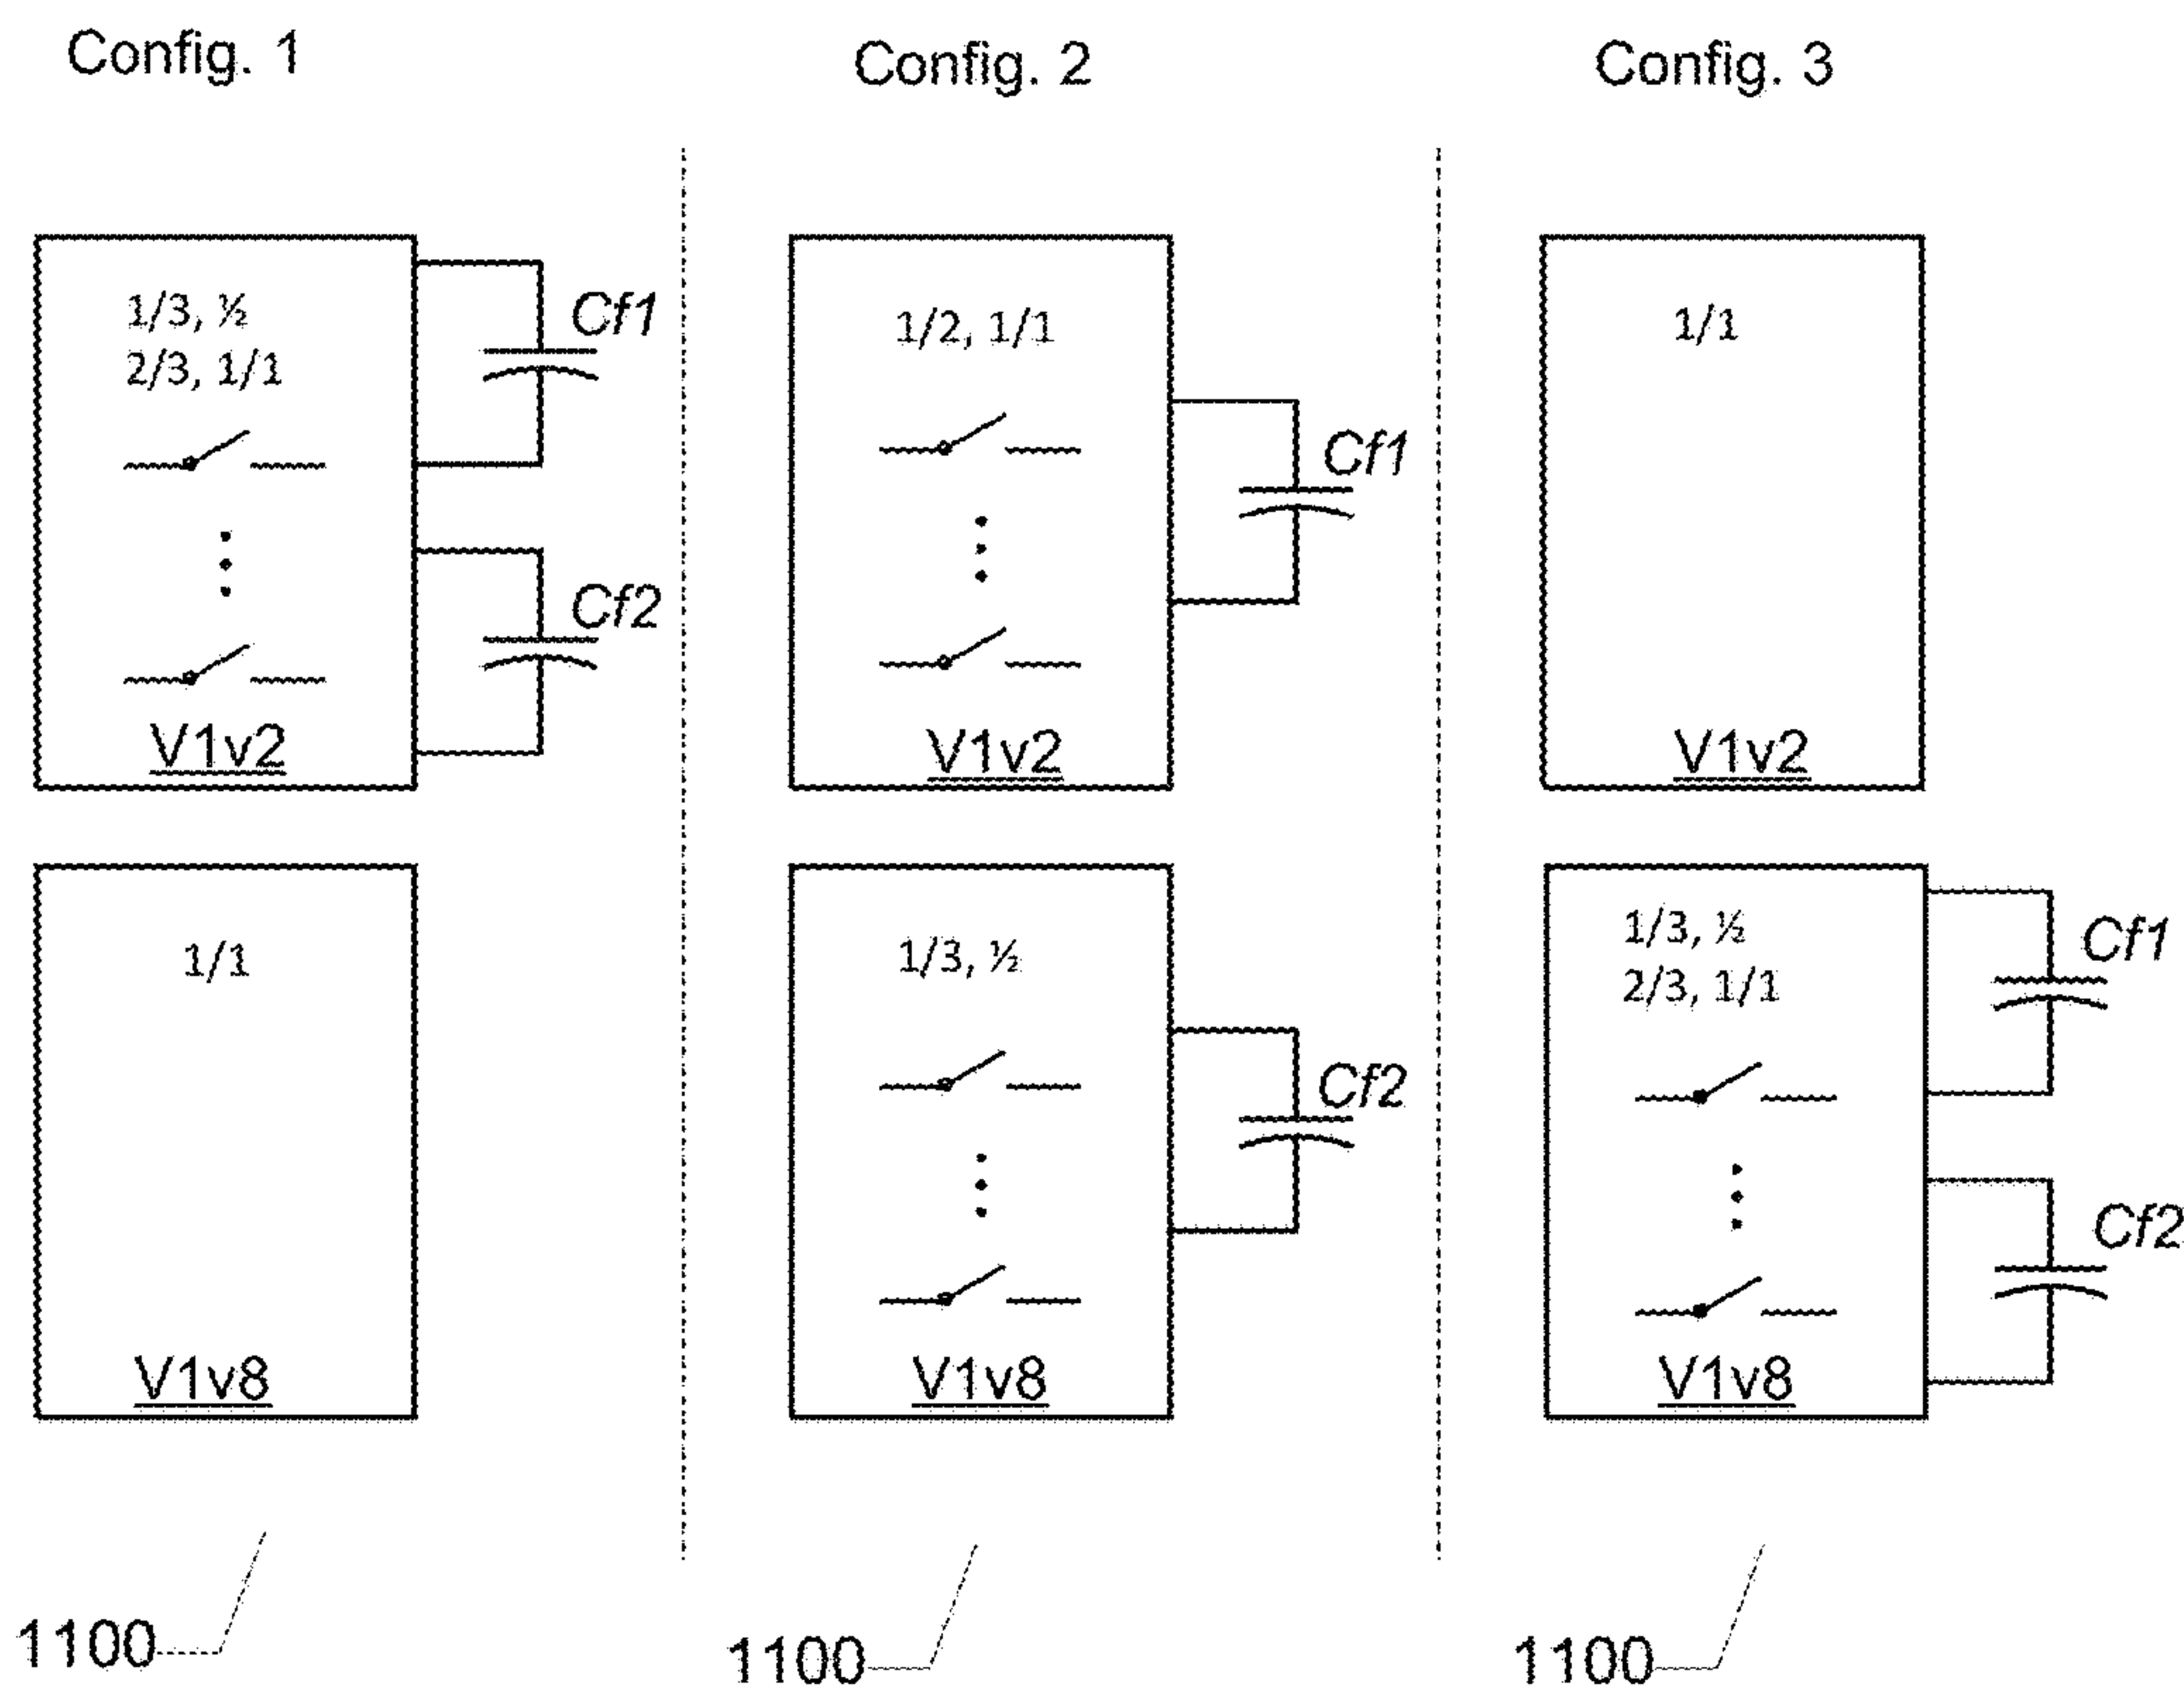 Config. 1
1/3, ½
2/3, 1/1
Cf1
Cf2
V1v2
1/1
V1v8
1100
Config. 2
1/2, 1/1
Cf1
V1v2
1/3, ½
Cf2
V1v8
1100
Config. 3
1/1
V1v2
1/3, ½
2/3, 1/1
Cf1
Cf2
V1v8
1100